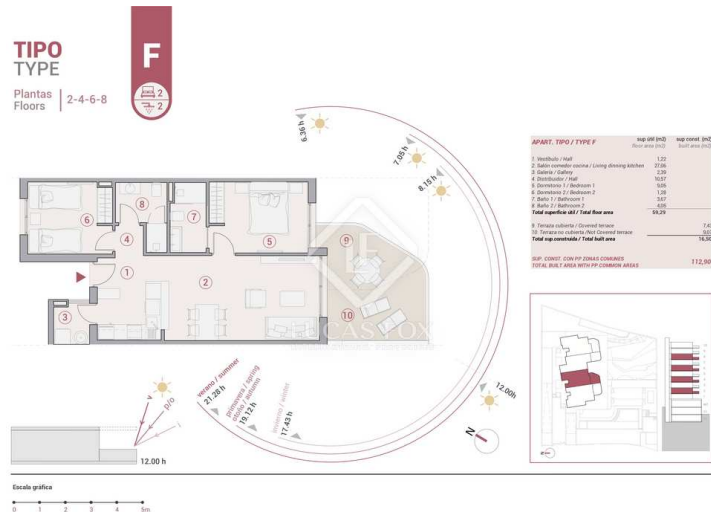 TIPO
TYPE
Plantas
Floors
2-4-6-8
F
2
2
6.39h
7.05 h
8.15 h
12.00h
verano / summer
21.28 h
primavera / spring
otoño / autumn
19.12 h
invierno / winter
17.43 h
N
1
2
3
4
5
6
7
8
9
10
LUCAS FOX
v
p/o
i
12.00 h
Escala gráfica
0 1 2 3 4 5m
APART. TIPO / TYPE F
sup útil (m2) sup const. (m2)
floor area (m2) built area (m2)
1. Vestíbulo / Hall 1,22
2. Salón comedor cocina / Living dinning kitchen 27,06
3. Galería / Gallery 2,39
4. Distribuidor / Hall
5. Dormitorio 1 / Bedroom 1 9,05
6. Dormitorio 2 / Bedroom 2
7. Baño 1 / Bathroom 1 3,67
8. Baño 2 / Bathroom 2 4,05
Total superficie útil / Total floor area 59,29
9. Terraza cubierta / Covered terrace
10. Terraza no cubierta / Not Covered terrace
Total sup.construida / Total built area 16,50
SUP. CONST. CON PP ZONAS COMUNES
TOTAL BUILT AREA WITH PP COMMON AREAS 112,90